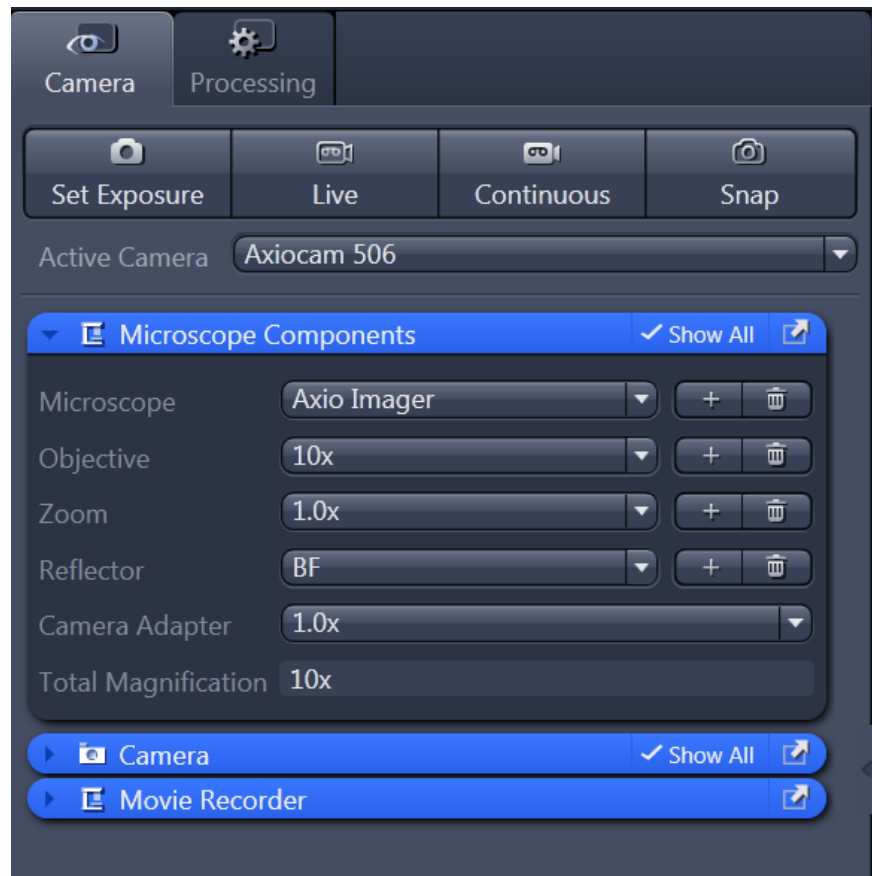 Camera Processing
Set Exposure Live Continuous Snap
Active Camera Axiocam 506
Microscope Components Show All
Microscope Axio Imager
Objective 10x
Zoom 1.0x
Reflector BF
Camera Adapter 1.0x
Total Magnification 10x
Camera Show All
Movie Recorder